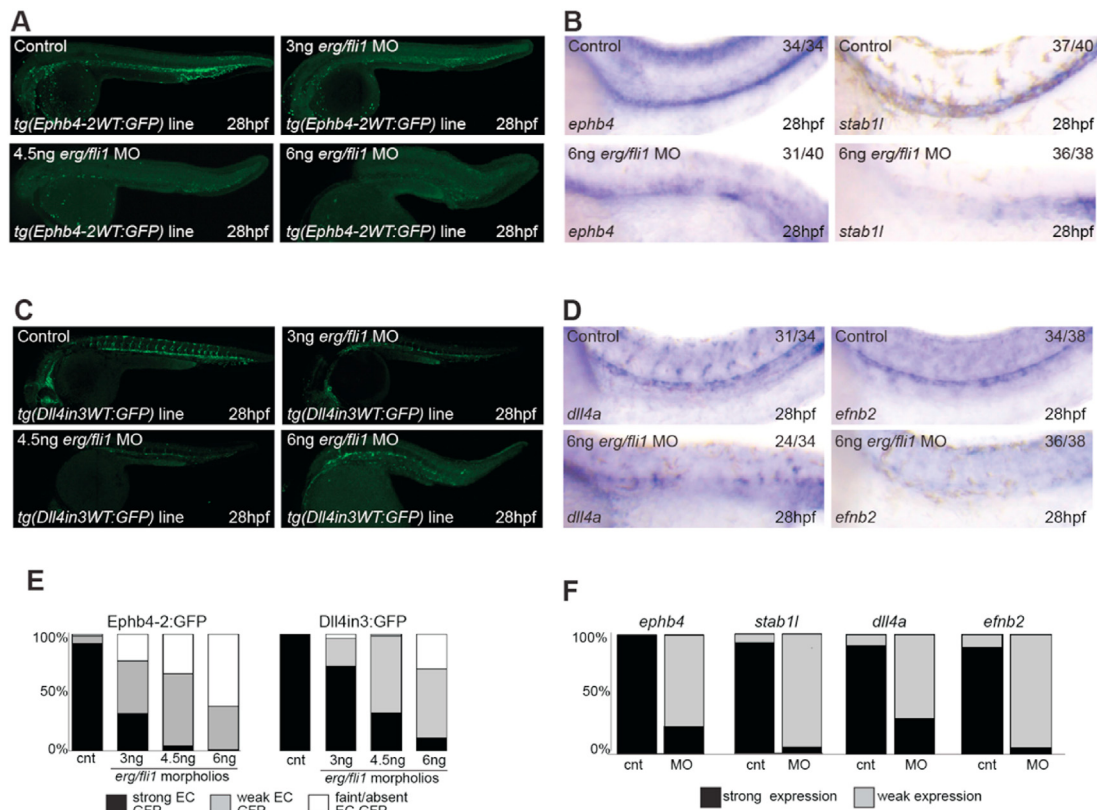 A
Control
3ng erg/fli1 MO
tg(Ephb4-2WT:GFP) line 28hpf
tg(Ephb4-2WT:GFP) line 28hpf
4.5ng erg/fli1 MO
6ng erg/fli1 MO
tg(Ephb4-2WT:GFP) line 28hpf
tg(Ephb4-2WT:GFP) line 28hpf
B
Control 34/34
Control 37/40
ephb4 28hpf
stab1l 28hpf
6ng erg/fli1 MO 31/40
6ng erg/fli1 MO 36/38
ephb4 28hpf
stab1l 28hpf
C
Control
3ng erg/fli1 MO
tg(Dll4in3WT:GFP) line 28hpf
tg(Dll4in3WT:GFP) line 28hpf
4.5ng erg/fli1 MO
6ng erg/fli1 MO
tg(Dll4in3WT:GFP) line 28hpf
tg(Dll4in3WT:GFP) line 28hpf
D
Control 31/34
Control 34/38
dll4a 28hpf
efnb2 28hpf
6ng erg/fli1 MO 24/34
6ng erg/fli1 MO 36/38
dll4a 28hpf
efnb2 28hpf
E
Ephb4-2:GFP
Dll4in3:GFP
100%
50%
0%
cnt 3ng 4.5ng 6ng
cnt 3ng 4.5ng 6ng
erg/fli1 morpholios
erg/fli1 morpholios
strong EC GFP
weak EC GFP
faint/absent EC GFP
F
ephb4 stab1l dll4a efnb2
100%
50%
0%
cnt MO cnt MO cnt MO cnt MO
strong expression
weak expression